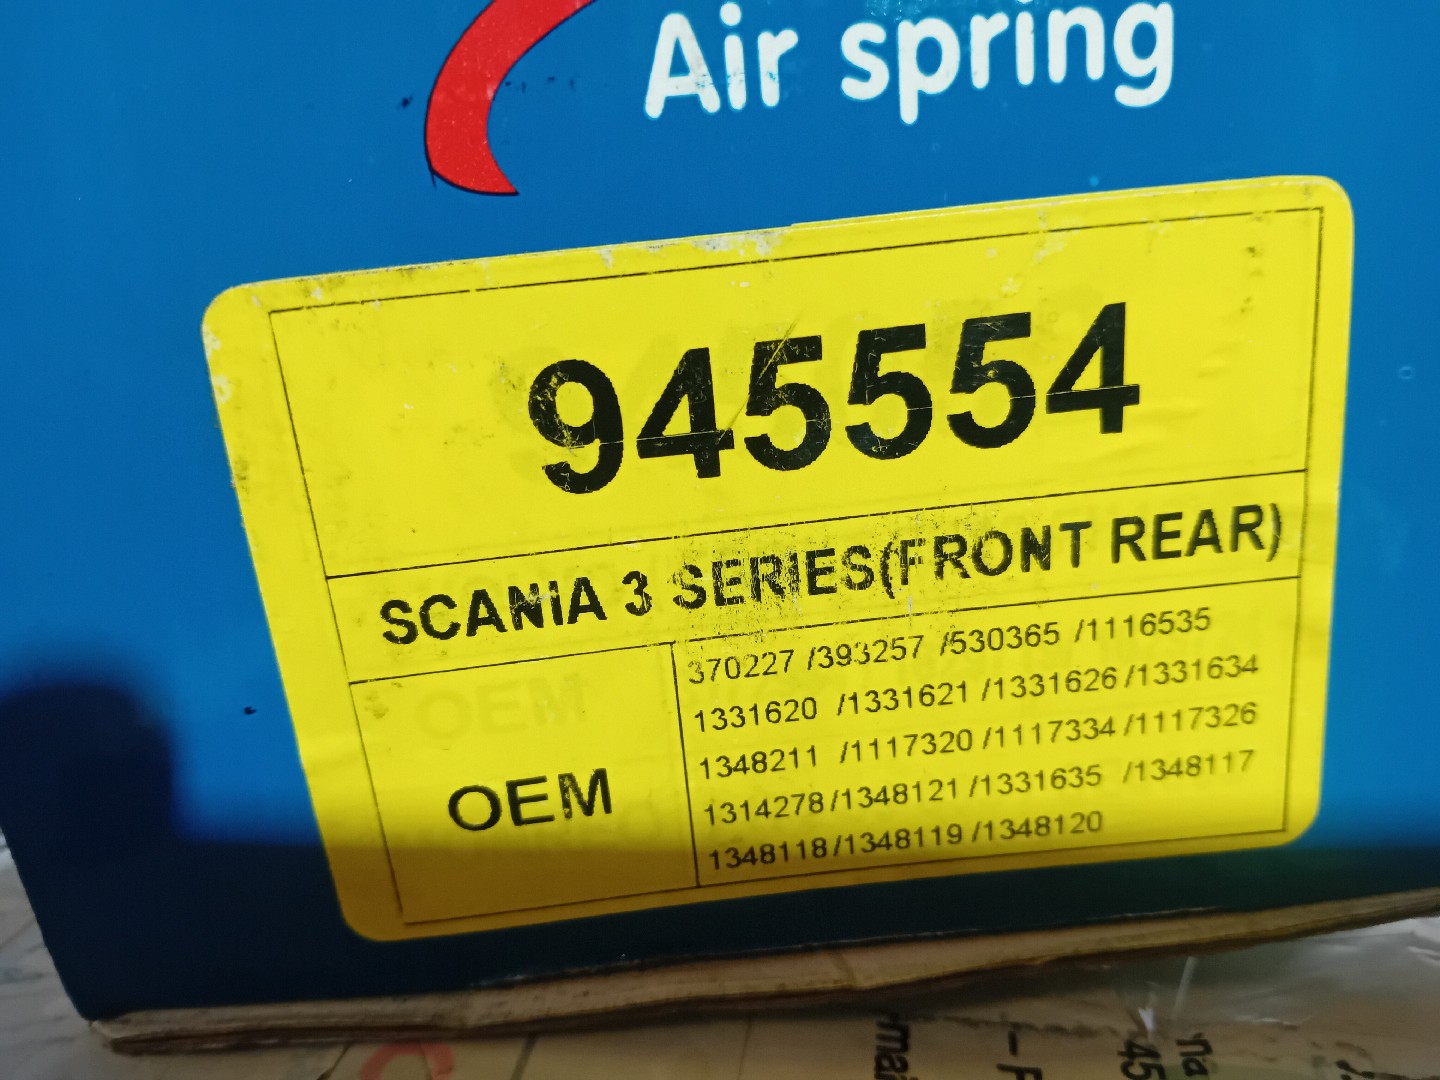 Air spring
945554
SCANIA 3 SERIES(FRONT REAR)
OEM
OEM
370227 /393257 /530365 /1116535
1331620 /1331621 /1331626 /1331634
1348211 /1117320 /1117334 /1117326
1314278 /1348121 /1331635 /1348117
1348118 /1348119 /1348120